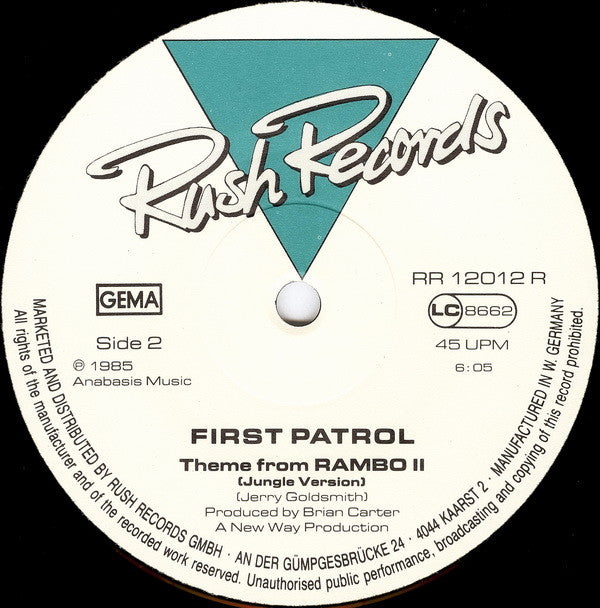 Rush Records
GEMA
RR 12012 R
LC 8662
Side 2
45 UPM
℗ 1985
Anabasis Music
6:05
FIRST PATROL
Theme from RAMBO II
(Jungle Version)
(Jerry Goldsmith)
Produced by Brian Carter
A New Way Production
MARKETED AND DISTRIBUTED BY RUSH RECORDS GMBH · AN DER GÜMPGESBRÜCKE 24 · 4044 KAARST 2 · MANUFACTURED IN W. GERMANY
All rights of the manufacturer and of the recorded work reserved. Unauthorised public performance, broadcasting and copying of this record prohibited.